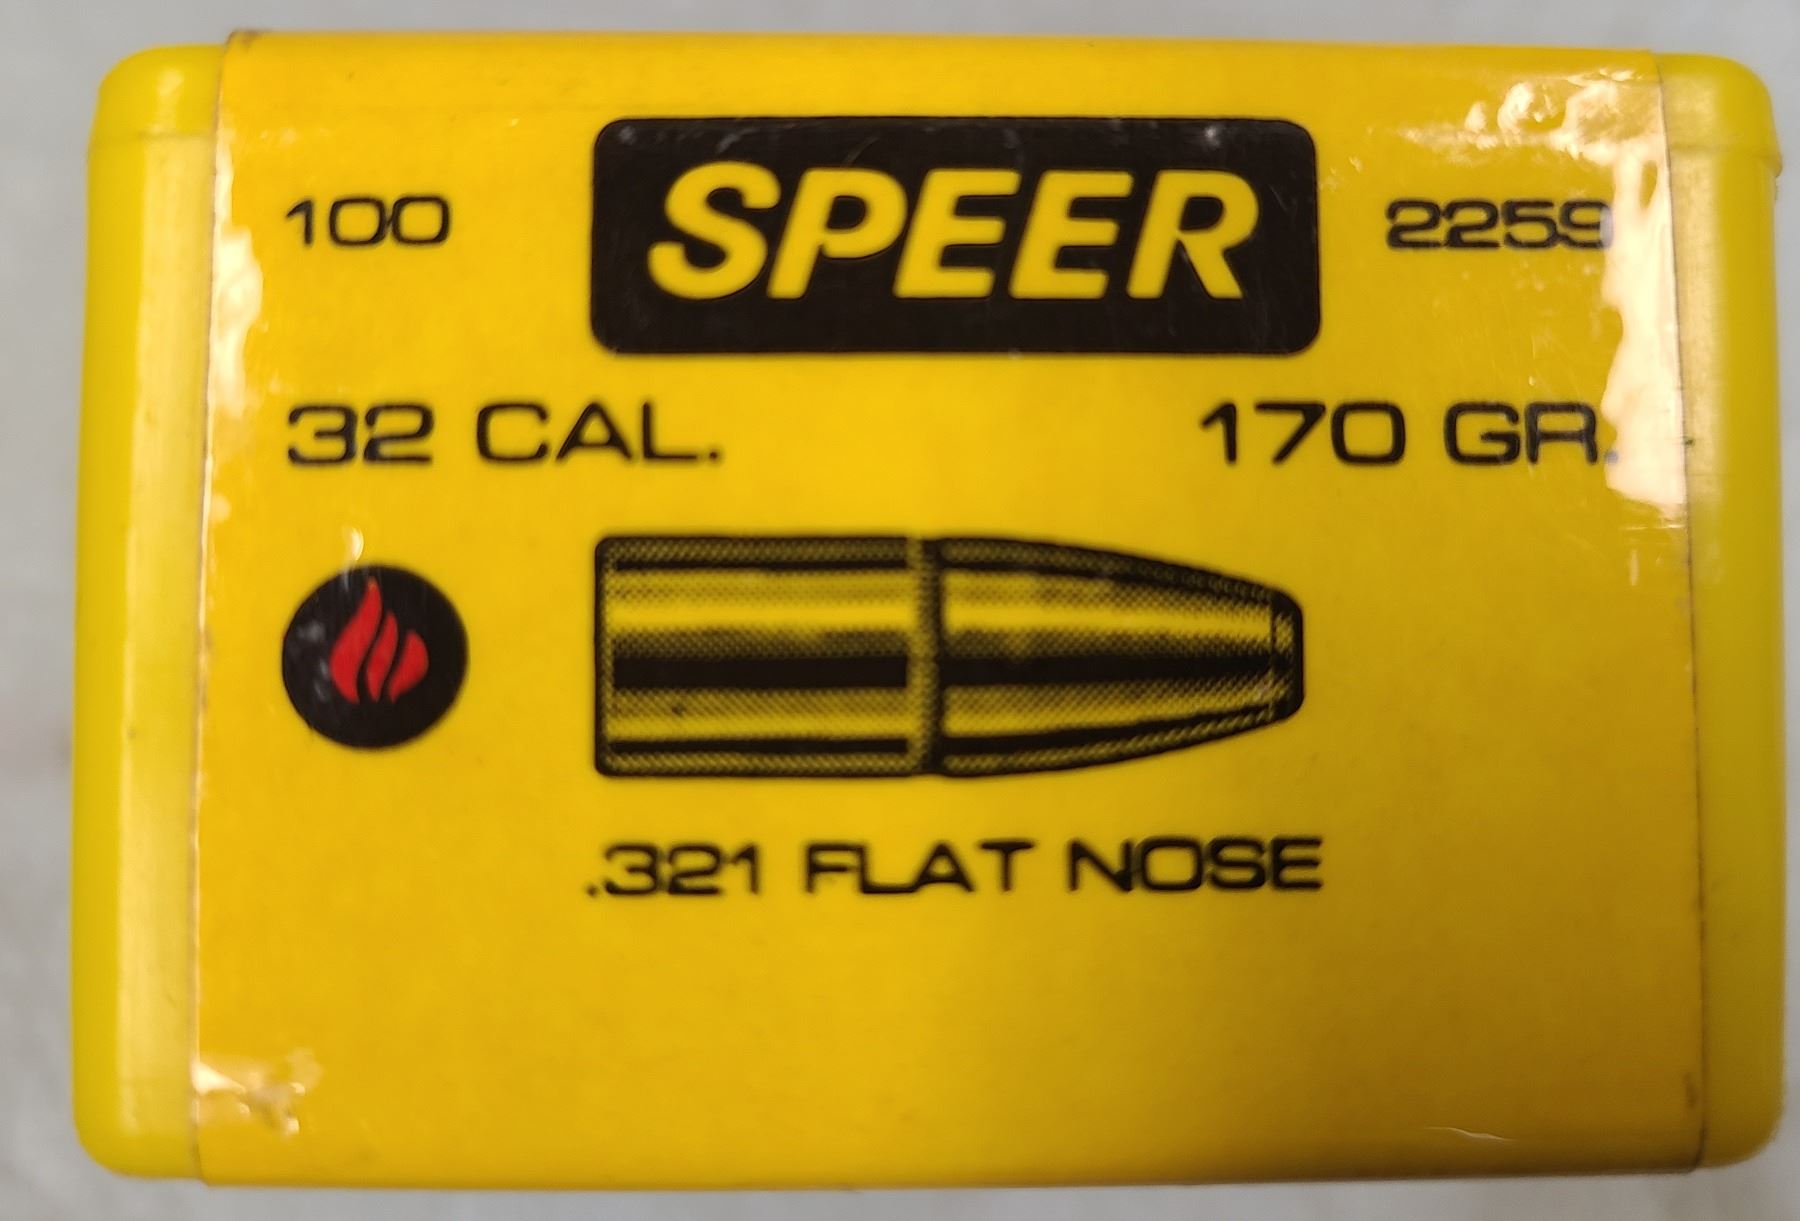 100 SPEER 2259
32 CAL. 170 GR.
.321 FLAT NOSE